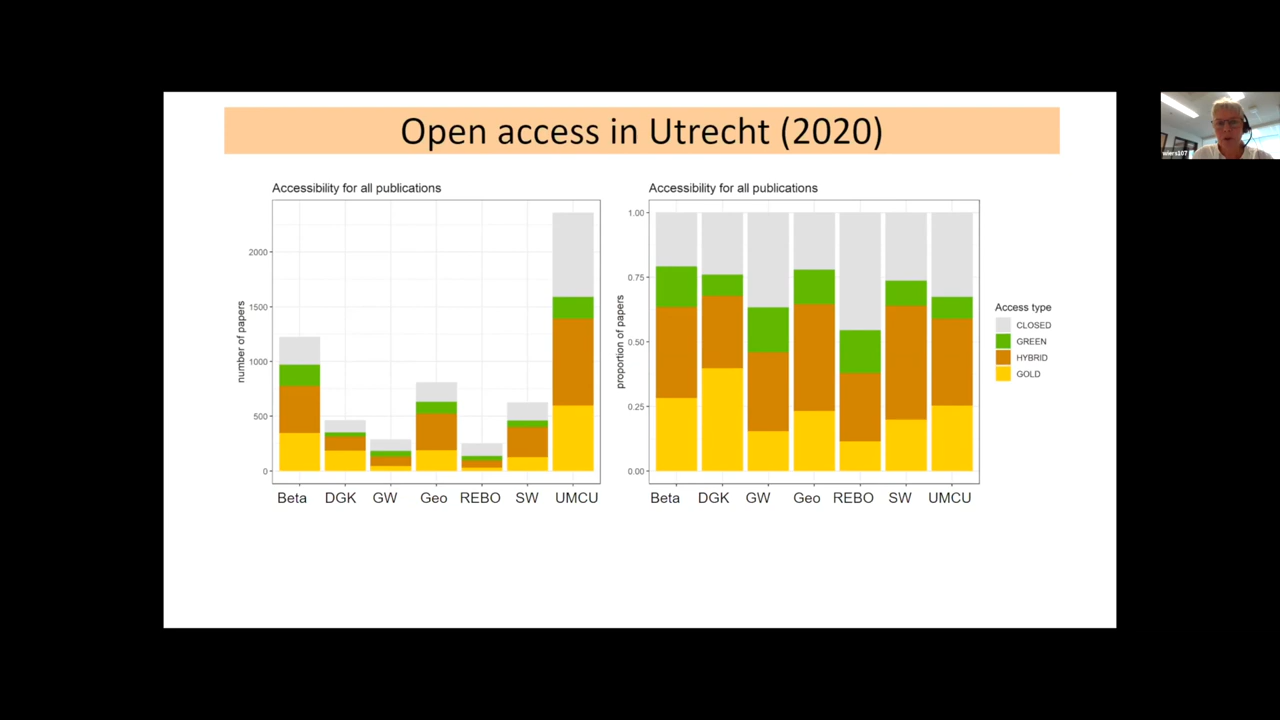 Open access in Utrecht (2020)
Accessibility for all publications
number of papers
2000
1500
1000
500
0
Beta DGK GW Geo REBO SW UMCU
Accessibility for all publications
proportion of papers
1.00
0.75
0.50
0.25
0.00
Beta DGK GW Geo REBO SW UMCU
Access type
CLOSED
GREEN
HYBRID
GOLD
wiers107